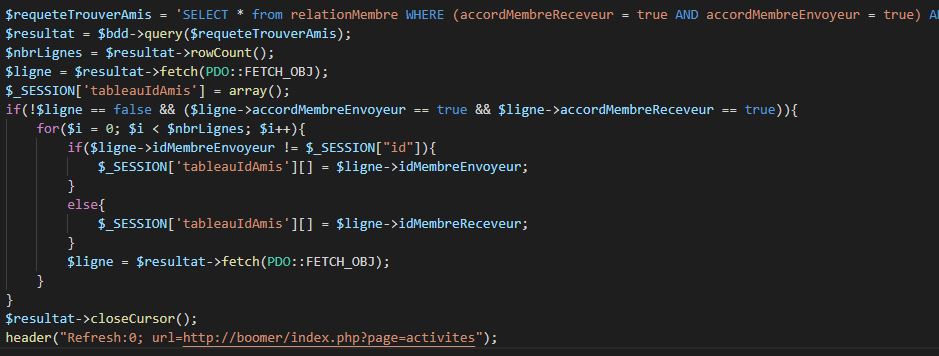 $requeteTrouverAmis = 'SELECT * from relationMembre WHERE (accordMembreReceveur = true AND accordMembreEnvoyeur = true)
$resultat = $bdd->query($requeteTrouverAmis);
$nbrLignes = $resultat->rowCount();
$ligne = $resultat->fetch(PDO::FETCH_OBJ);
$_SESSION['tableauIdAmis'] = array();
if(!$ligne == false && ($ligne->accordMembreEnvoyeur == true && $ligne->accordMembreReceveur == true)){
for($i = 0; $i < $nbrLignes; $i++){
if($ligne->idMembreEnvoyeur != $_SESSION["id"]){
$_SESSION['tableauIdAmis'][] = $ligne->idMembreEnvoyeur;
}
else{
$_SESSION['tableauIdAmis'][] = $ligne->idMembreReceveur;
}
$ligne = $resultat->fetch(PDO::FETCH_OBJ);
}
}
$resultat->closeCursor();
header("Refresh:0; url=http://boomer/index.php?page=activites");